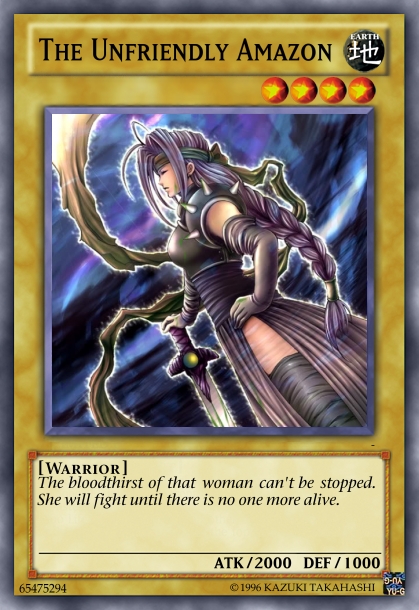 THE UNFRIENDLY AMAZON
EARTH
地
[WARRIOR]
The bloodthirst of that woman can't be stopped.
She will fight until there is no one more alive.
ATK/2000 DEF/1000
65475294
©1996 KAZUKI TAKAHASHI